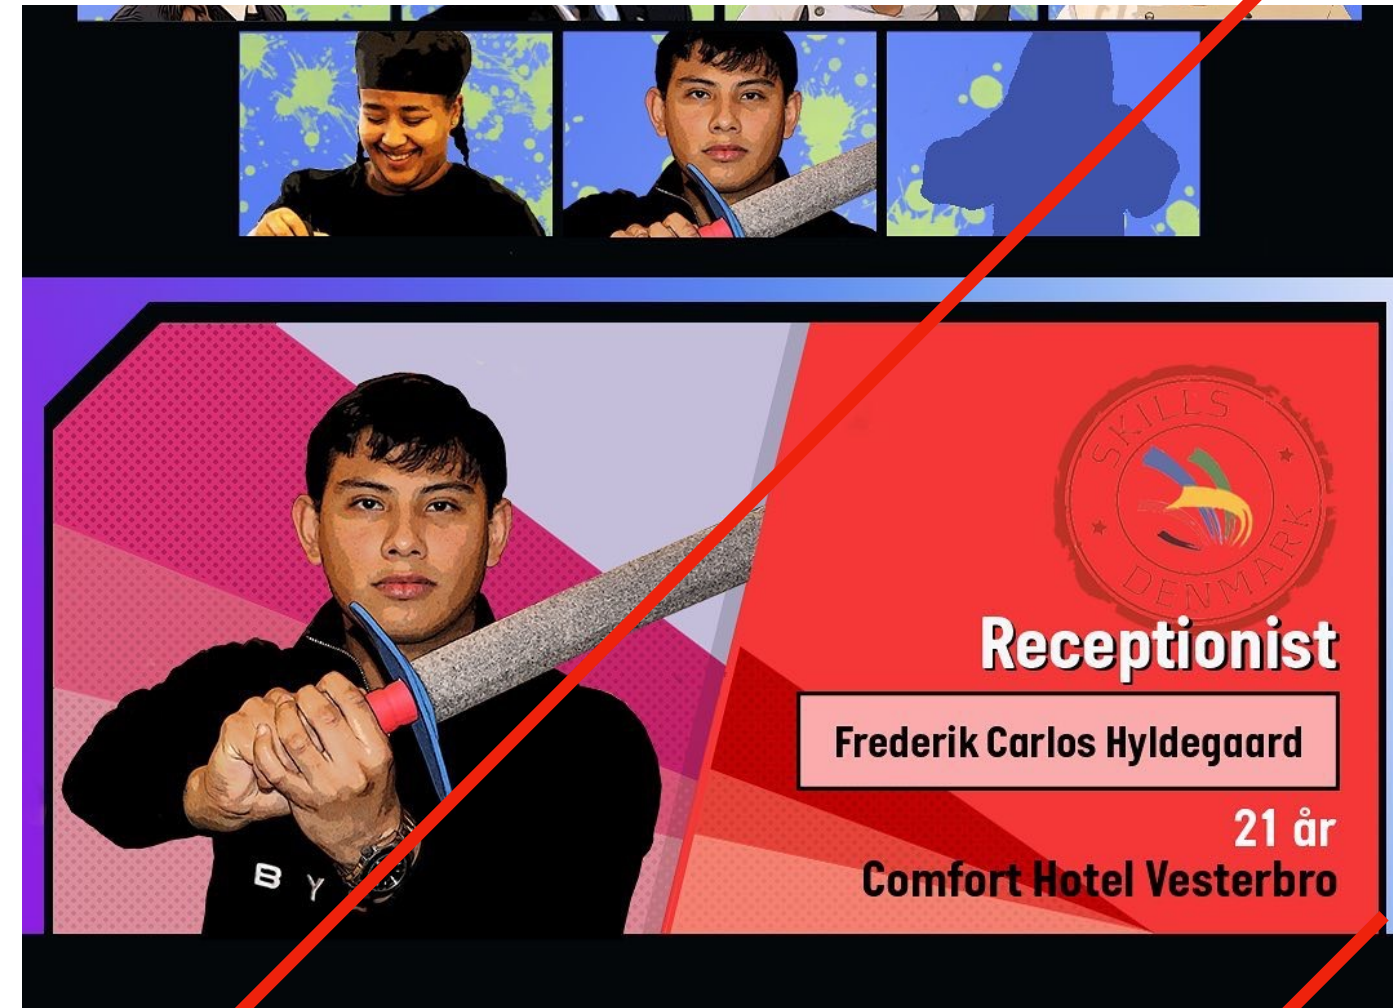 SKILLS
DENMARK
Receptionist
Frederik Carlos Hyldegaard
21 år
Comfort Hotel Vesterbro
B Y